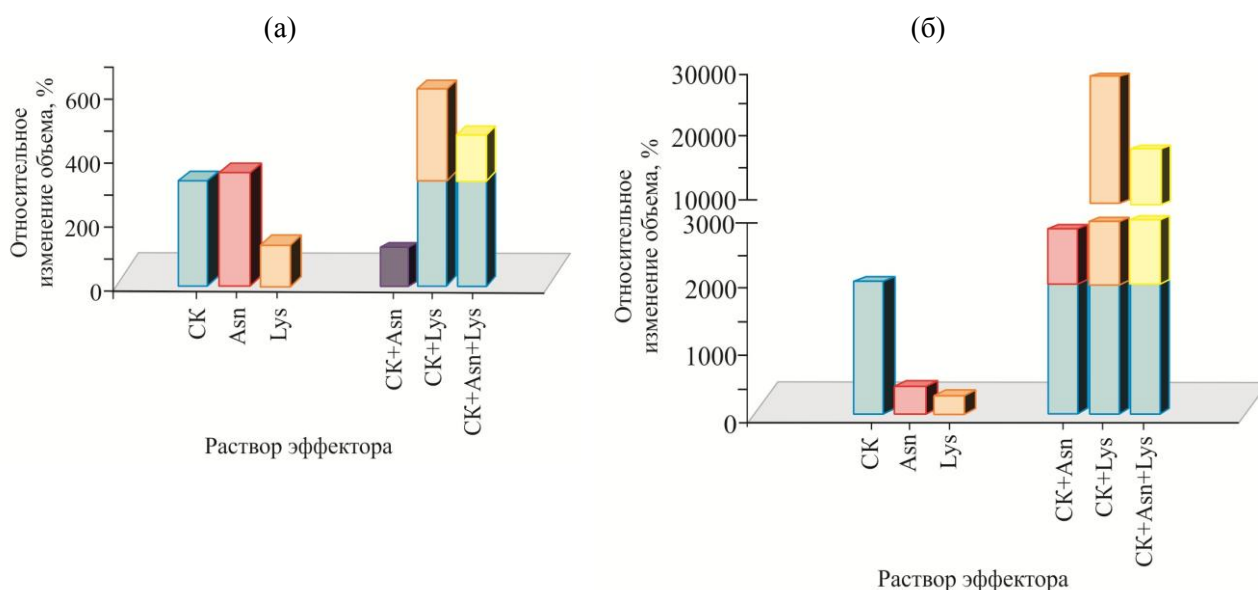 (а)
Относительное
изменение объема, %
600
400
200
0
СК
Asn
Lys
СК+Asn
СК+Lys
СК+Asn+Lys
Раствор эффектора
(б)
Относительное
изменение объема, %
30000
20000
10000
3000
2000
1000
0
СК
Asn
Lys
СК+Asn
СК+Lys
СК+Asn+Lys
Раствор эффектора